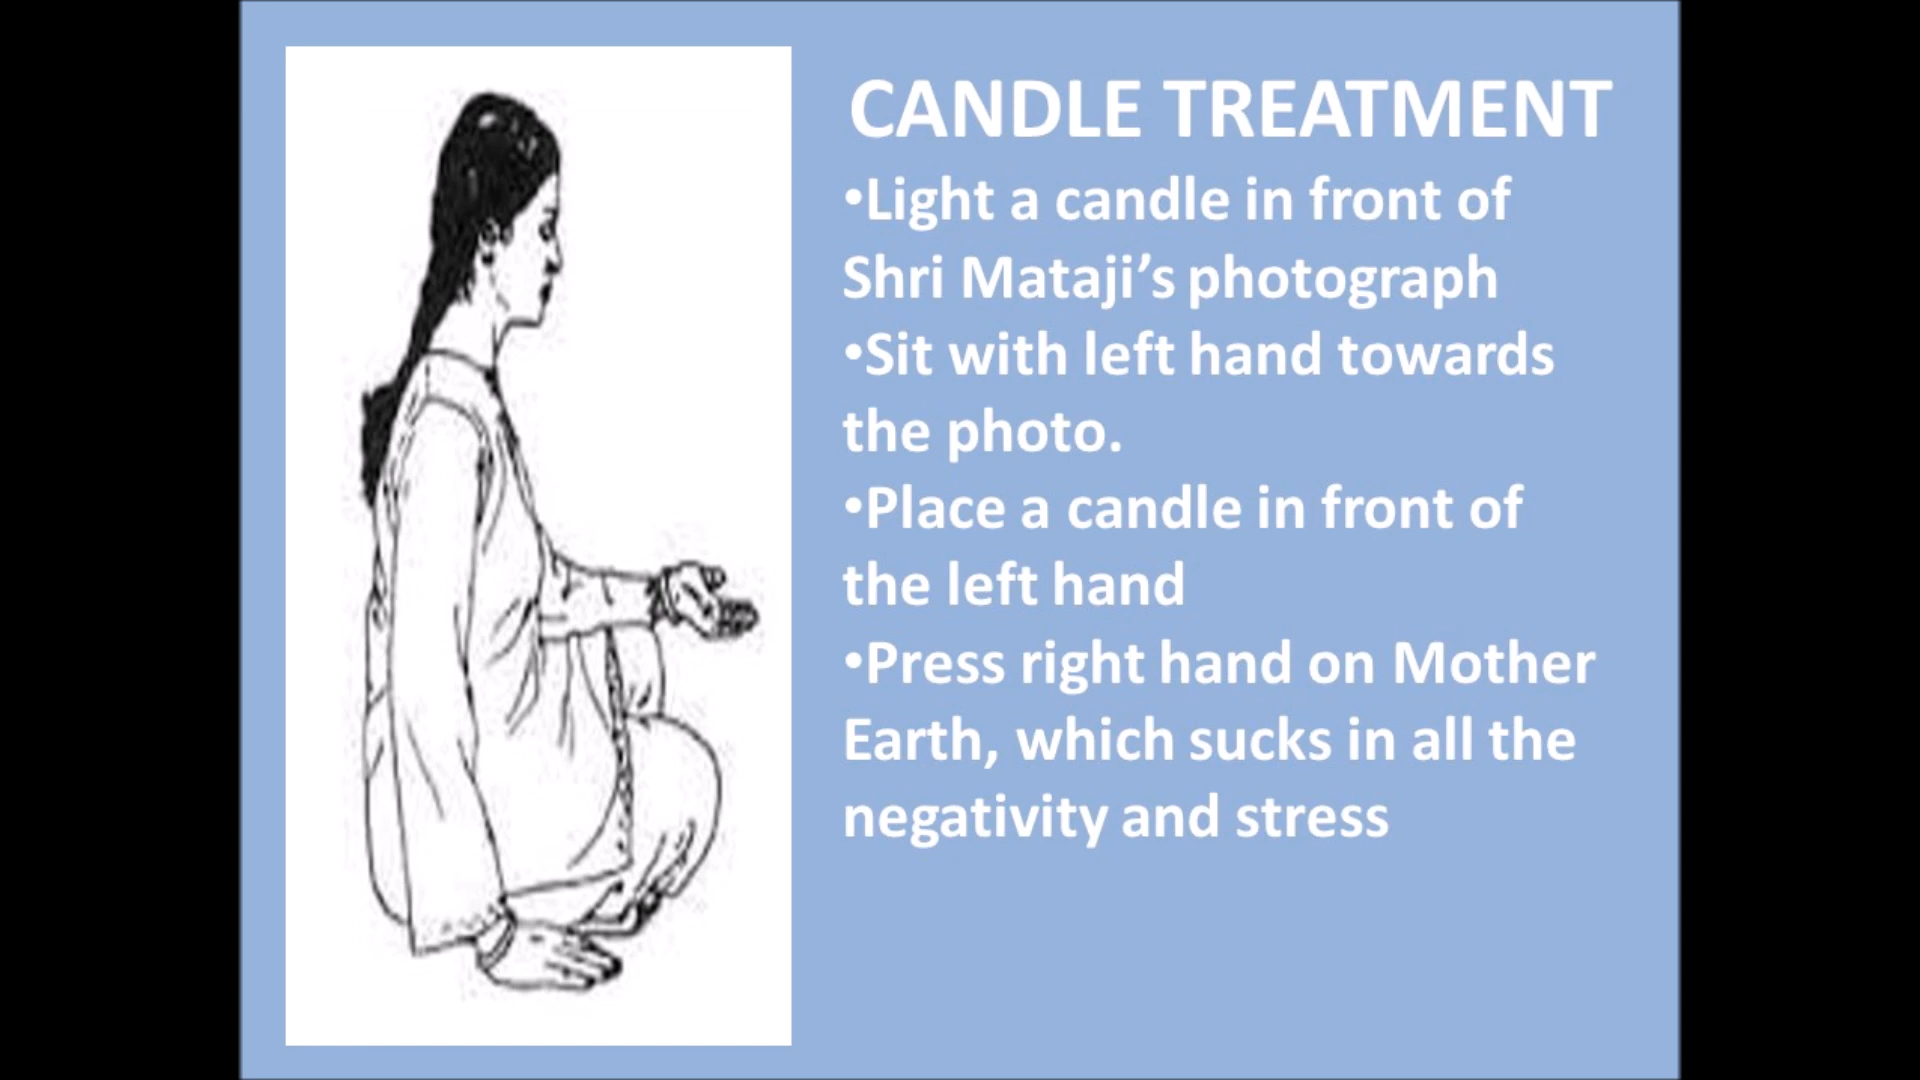 CANDLE TREATMENT
•Light a candle in front of
Shri Mataji’s photograph
•Sit with left hand towards
the photo.
•Place a candle in front of
the left hand
•Press right hand on Mother
Earth, which sucks in all the
negativity and stress